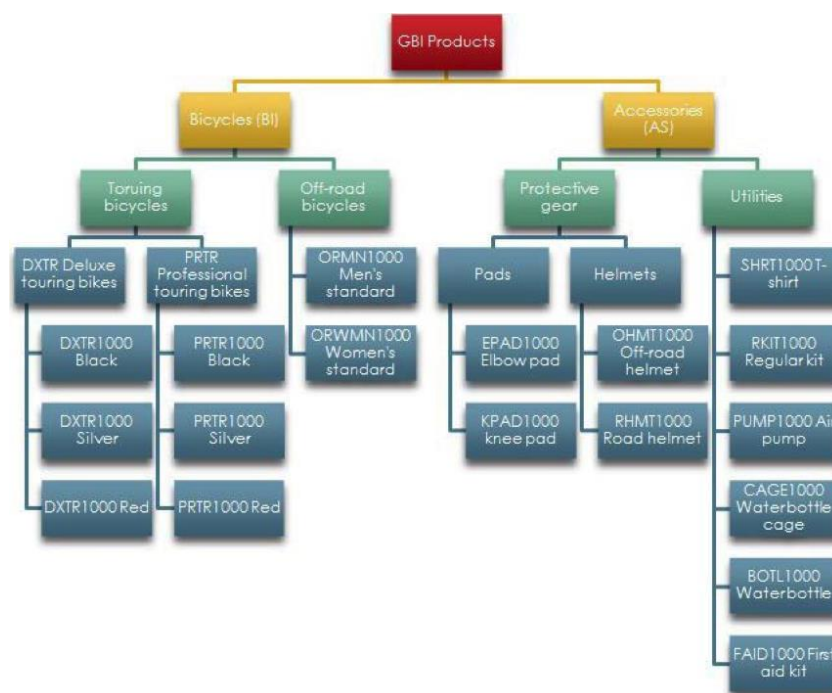 GBI Products
Bicycles (BI)
Accessories
(AS)
Toruing
bicycles
Off-road
bicycles
Protective
gear
Utilities
DXTR Deluxe
touring bikes
PRTR
Professional
touring bikes
ORMN1000
Men's
standard
Pads
Helmets
SHRT1000 T-
shirt
DXTR1000
Black
PRTR1000
Black
ORWMN1000
Women's
standard
EPAD1000
Elbow pad
OHMT1000
Off-road
helmet
RKIT1000
Regular kit
DXTR1000
Silver
PRTR1000
Silver
KPAD1000
knee pad
RHMT1000
Road helmet
PUMP1000 Air
pump
DXTR1000 Red
PRTR1000 Red
CAGE1000
Waterbottle
cage
BOTL1000
Waterbottle
FAID1000 First
aid kit